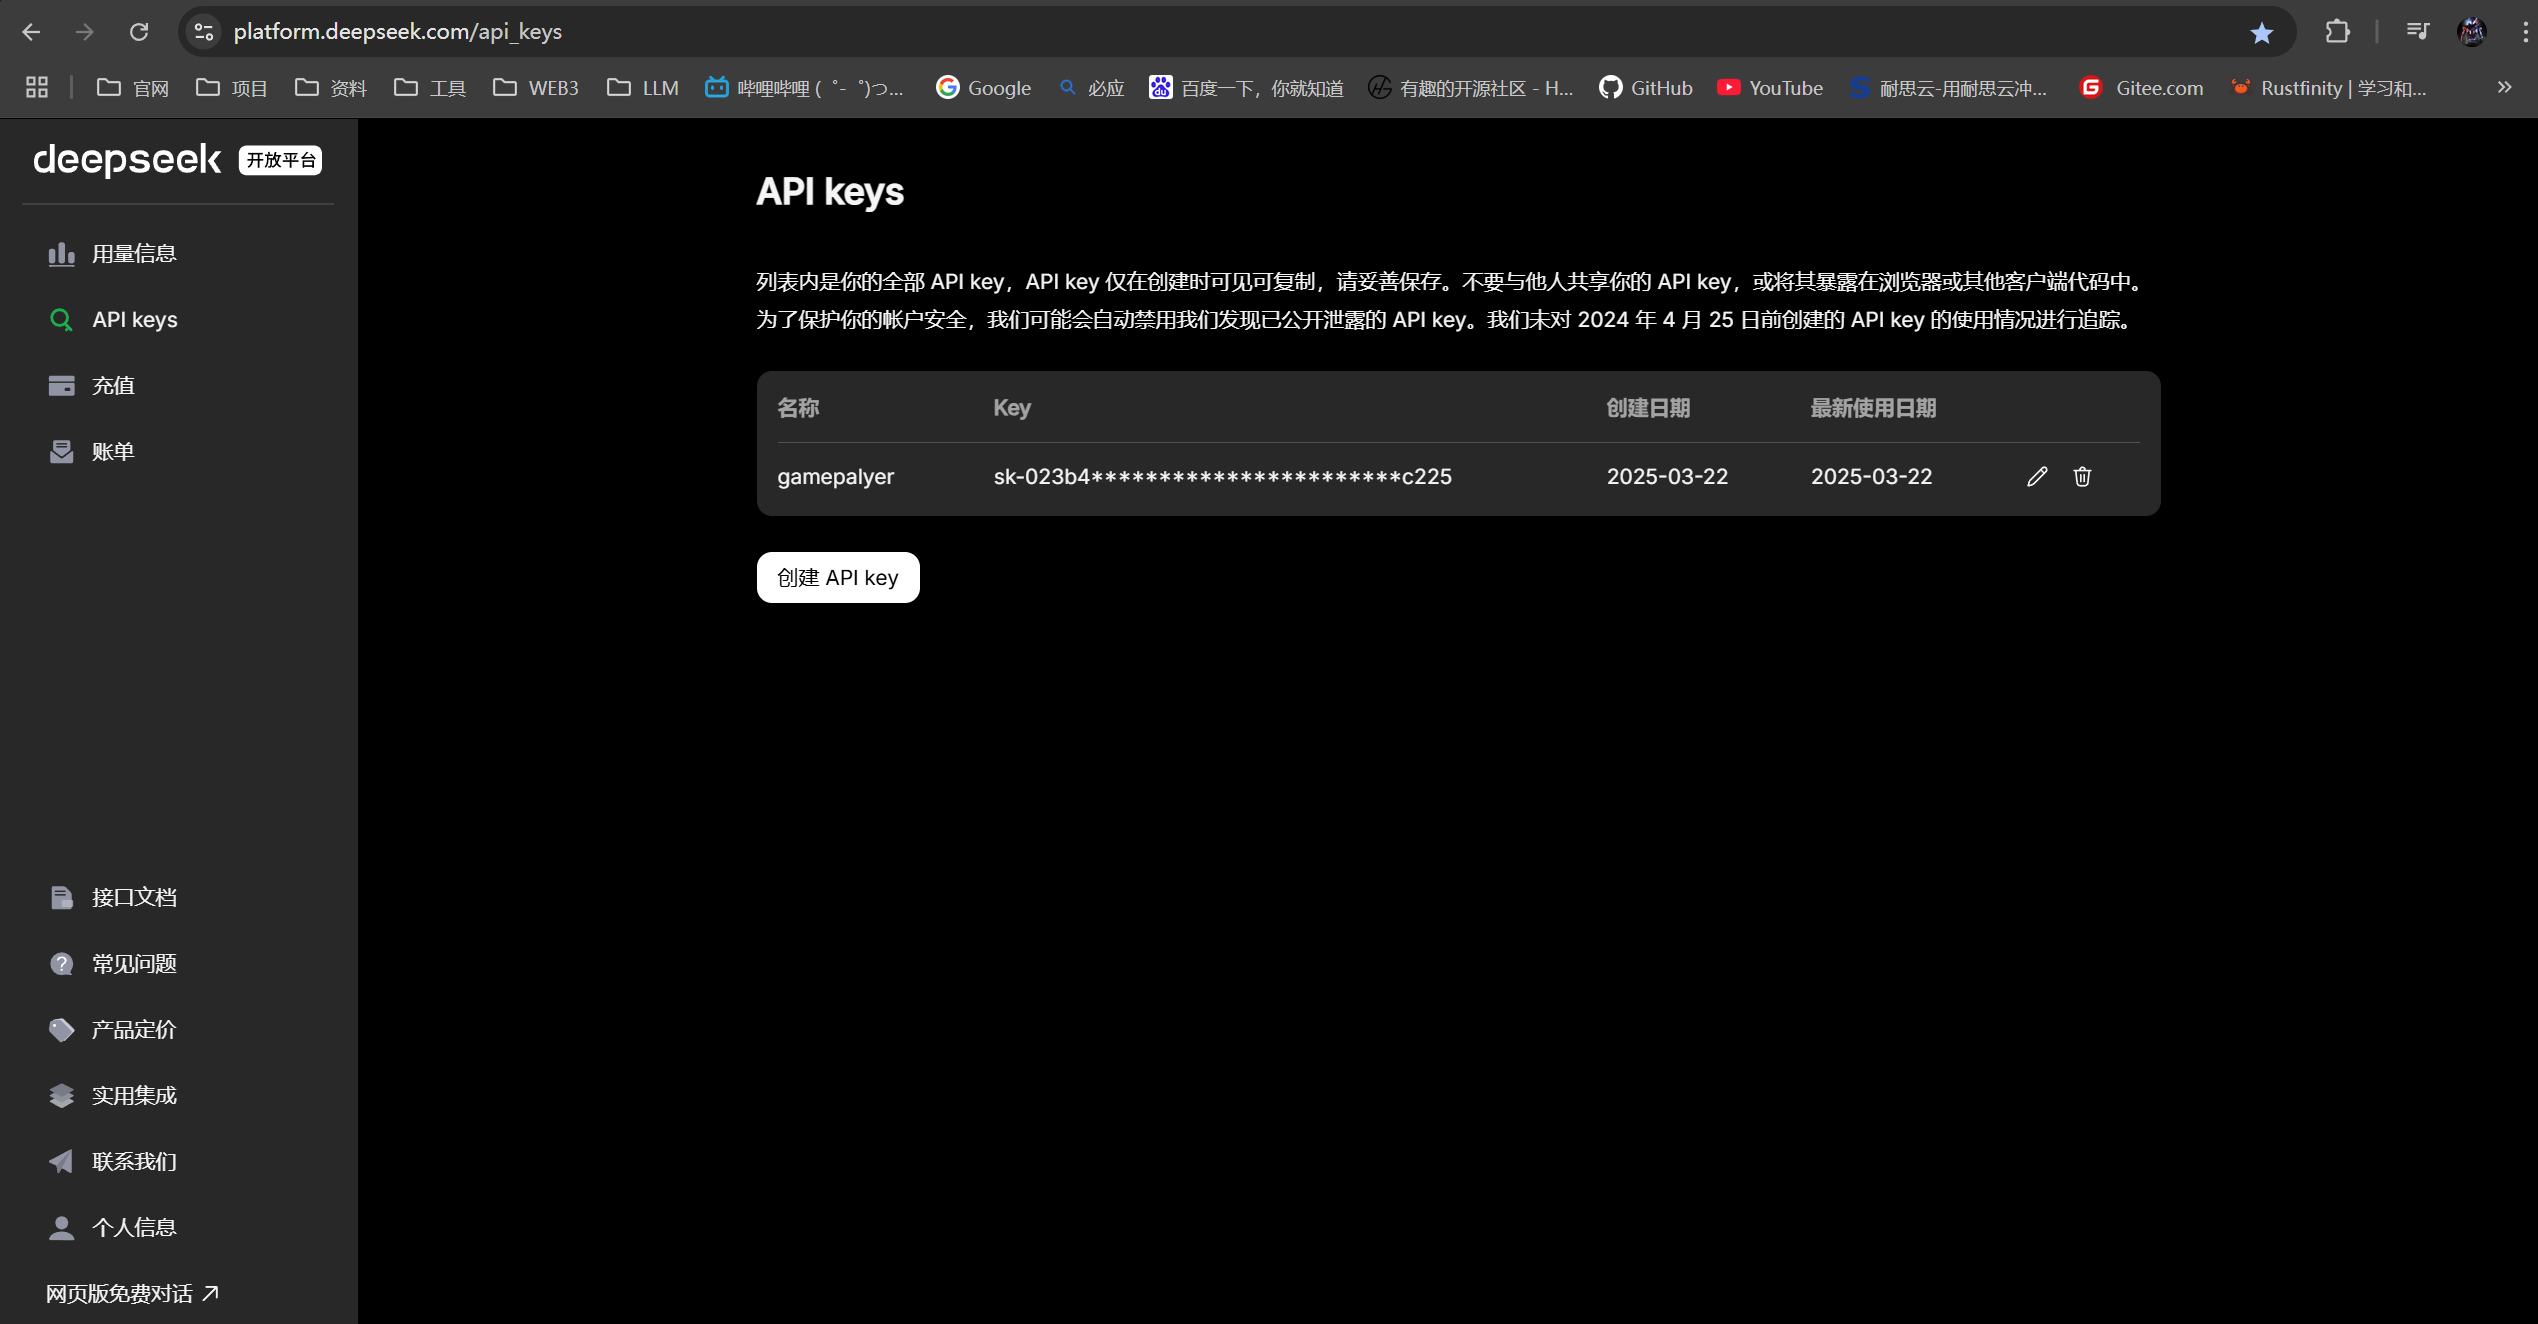 platform.deepseek.com/api_keys
官网 项目 资料 工具 WEB3 LLM 哔哩哔哩 (゜-゜)つ... Google 必应 百度一下，你就知道 有趣的开源社区 - H... GitHub YouTube 耐思云-用耐思云冲... Gitee.com Rustfinity | 学习和...
deepseek 开放平台
用量信息
API keys
充值
账单
接口文档
常见问题
产品定价
实用集成
联系我们
个人信息
网页版免费对话
API keys
列表内是你的全部 API key，API key 仅在创建时可见可复制，请妥善保存。不要与他人共享你的 API key，或将其暴露在浏览器或其他客户端代码中。
为了保护你的帐户安全，我们可能会自动禁用我们发现已公开泄露的 API key。我们未对 2024 年 4 月 25 日前创建的 API key 的使用情况进行追踪。
名称 Key 创建日期 最新使用日期
gamepalyer sk-023b4***********************c225 2025-03-22 2025-03-22
创建 API key